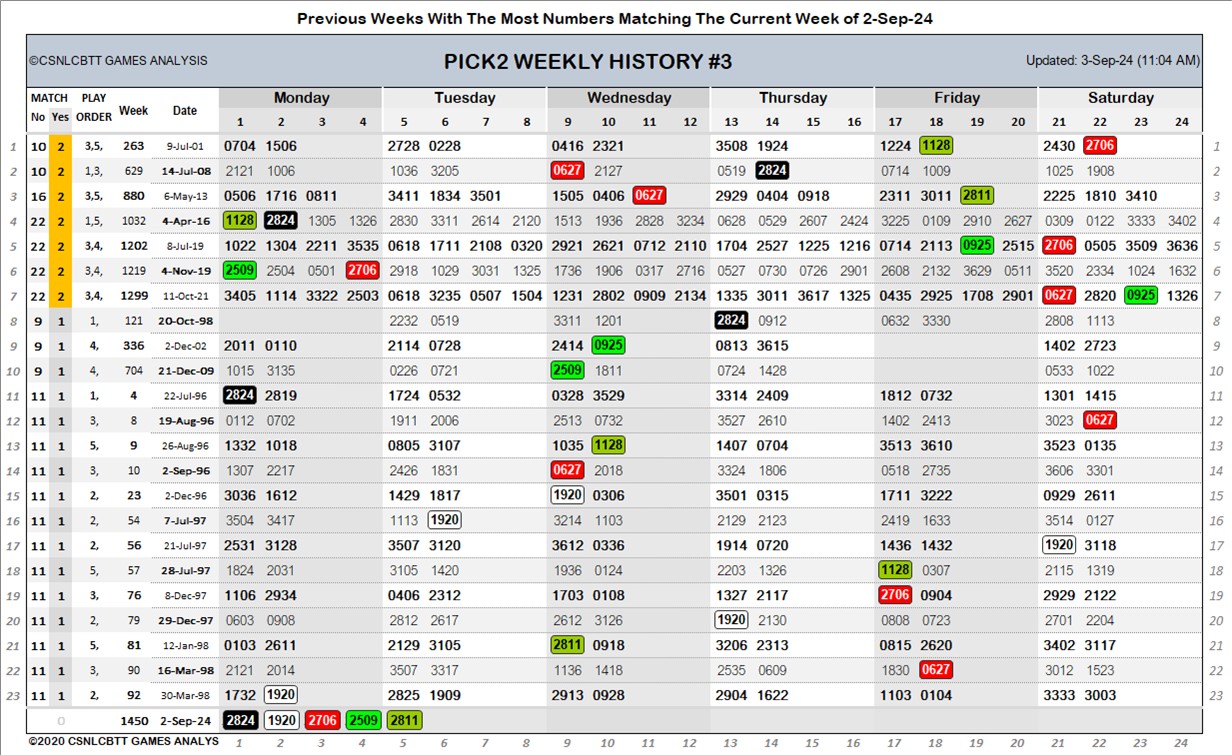 Previous Weeks With The Most Numbers Matching The Current Week of 2-Sep-24
©CSNLCBTT GAMES ANALYSIS PICK2 WEEKLY HISTORY #3 Updated: 3-Sep-24 (11:04 AM)
MATCH PLAY Week Date Monday Tuesday Wednesday Thursday Friday Saturday
No Yes ORDER 1 2 3 4 5 6 7 8 9 10 11 12 13 14 15 16 17 18 19 20 21 22 23 24
1 10 2 3,5, 263 9-Jul-01 0704 1506 2728 0228 0416 2321 3508 1924 1224 1128 2430 2706 1
2 10 2 1,3, 629 14-Jul-08 2121 1006 1036 3205 0627 2127 0519 2824 0714 1009 1025 1908 2
3 16 2 3,5, 880 6-May-13 0506 1716 0811 3411 1834 3501 1505 0406 0627 2929 0404 0918 2311 3011 2811 2225 1810 3410 3
4 22 2 1,5, 1032 4-Apr-16 1128 2824 1305 1326 2830 3311 2614 2120 1513 1936 2828 3234 0628 0529 2607 2424 3225 0109 2910 2627 0309 0122 3333 3402 4
5 22 2 3,4, 1202 8-Jul-19 1022 1304 2211 3535 0618 1711 2108 0320 2921 2621 0712 2110 1704 2527 1225 1216 0714 2113 0925 2515 2706 0505 3509 3636 5
6 22 2 3,4, 1219 4-Nov-19 2509 2504 0501 2706 2918 1029 3031 1325 1736 1906 0317 2716 0527 0730 0726 2901 2608 2132 3629 0511 3520 2334 1024 1632 6
7 22 2 3,4, 1299 11-Oct-21 3405 1114 3322 2503 0618 3235 0507 1504 1231 2802 0909 2134 1335 3011 3617 1325 0435 2925 1708 2901 0627 2820 0925 1326 7
8 9 1 1, 121 20-Oct-98 2232 0519 3311 1201 2824 0912 0632 3330 2808 1113 8
9 9 1 4, 336 2-Dec-02 2011 0110 2114 0728 2414 0925 0813 3615 1402 2723 9
10 9 1 4, 704 21-Dec-09 1015 3135 0226 0721 2509 1811 0724 1428 0533 1022 10
11 11 1 1, 4 22-Jul-96 2824 2819 1724 0532 0328 3529 3314 2409 1812 0732 1301 1415 11
12 11 1 3, 8 19-Aug-96 0112 0702 1911 2006 2513 0732 3527 2610 1402 2413 3023 0627 12
13 11 1 5, 9 26-Aug-96 1332 1018 0805 3107 1035 1128 1407 0704 3513 3610 3523 0135 13
14 11 1 3, 10 2-Sep-96 1307 2217 2426 1831 0627 2018 3324 1806 0518 2735 3606 3301 14
15 11 1 2, 23 2-Dec-96 3036 1612 1429 1817 1920 0306 3501 0315 1711 3222 0929 2611 15
16 11 1 2, 54 7-Jul-97 3504 3417 1113 1920 3214 1103 2129 2123 2419 1633 3514 0127 16
17 11 1 2, 56 21-Jul-97 2531 3128 3507 3120 3612 0336 1914 0720 1436 1432 1920 3118 17
18 11 1 5, 57 28-Jul-97 1824 2031 3105 1420 1936 0124 2203 1326 1128 0307 2115 1319 18
19 11 1 3, 76 8-Dec-97 1106 2934 0406 2312 1703 0108 1327 2117 2706 0904 2929 2122 19
20 11 1 2, 79 29-Dec-97 0603 0908 2812 2617 2612 3126 1920 2130 0808 0723 2701 2204 20
21 11 1 5, 81 12-Jan-98 0103 2611 2129 3105 2811 0918 3206 2313 0815 2620 3402 3117 21
22 11 1 3, 90 16-Mar-98 2121 2014 3507 3317 1136 1418 2535 0609 1830 0627 3012 1523 22
23 11 1 2, 92 30-Mar-98 1732 1920 2825 1909 2913 0928 2904 1622 1103 0104 3333 3003 23
0 1450 2-Sep-24 2824 1920 2706 2509 2811
©2020 CSNLCBTT GAMES ANALYS 1 2 3 4 5 6 7 8 9 10 11 12 13 14 15 16 17 18 19 20 21 22 23 24